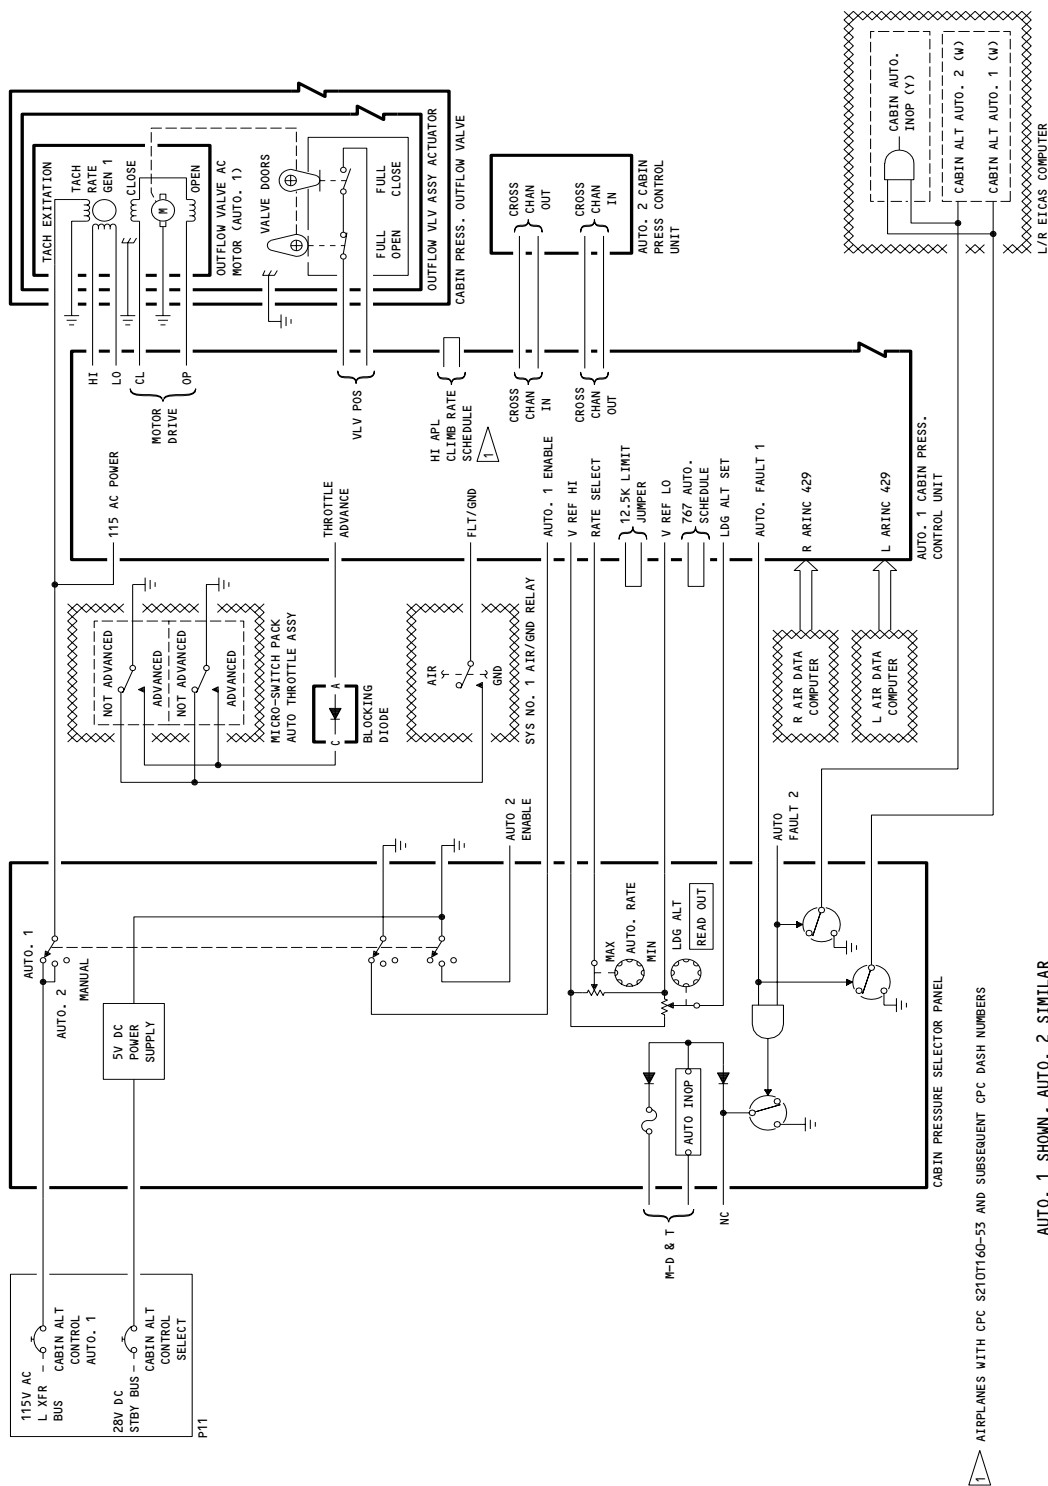 115V AC
L XFR
BUS
CABIN ALT
CONTROL
AUTO. 1
28V DC
STBY BUS
CABIN ALT
CONTROL
SELECT
P11
AUTO. 1
AUTO. 2
MANUAL
5V DC
POWER
SUPPLY
AUTO 2
ENABLE
MAX
AUTO. RATE
MIN
LDG ALT
READ OUT
AUTO INOP
M-D & T
NC
AUTO
FAULT 2
CABIN PRESSURE SELECTOR PANEL
NOT ADVANCED
ADVANCED
NOT ADVANCED
ADVANCED
MICRO-SWITCH PACK
AUTO THROTTLE ASSY
C
A
BLOCKING
DIODE
AIR
GND
SYS NO. 1 AIR/GND RELAY
R AIR DATA
COMPUTER
L AIR DATA
COMPUTER
115 AC POWER
HI
LO
CL
OP
MOTOR
DRIVE
THROTTLE
ADVANCE
VLV POS
HI APL
CLIMB RATE
SCHEDULE
1
FLT/GND
CROSS
CHAN
IN
CROSS
CHAN
OUT
AUTO. 1 ENABLE
V REF HI
RATE SELECT
12.5K LIMIT
JUMPER
V REF LO
767 AUTO.
SCHEDULE
LDG ALT SET
AUTO. FAULT 1
R ARINC 429
L ARINC 429
AUTO. 1 CABIN PRESS.
CONTROL UNIT
TACH EXITATION
TACH
RATE
GEN 1
CLOSE
M
OPEN
OUTFLOW VALVE AC
MOTOR (AUTO. 1)
VALVE DOORS
FULL
OPEN
FULL
CLOSE
OUTFLOW VLV ASSY ACTUATOR
CABIN PRESS. OUTFLOW VALVE
CROSS
CHAN
OUT
CROSS
CHAN
IN
AUTO. 2 CABIN
PRESS CONTROL
UNIT
CABIN AUTO.
INOP (Y)
CABIN ALT AUTO. 2 (W)
CABIN ALT AUTO. 1 (W)
L/R EICAS COMPUTER
1 AIRPLANES WITH CPC S210T160-53 AND SUBSEQUENT CPC DASH NUMBERS
AUTO. 1 SHOWN, AUTO. 2 SIMILAR